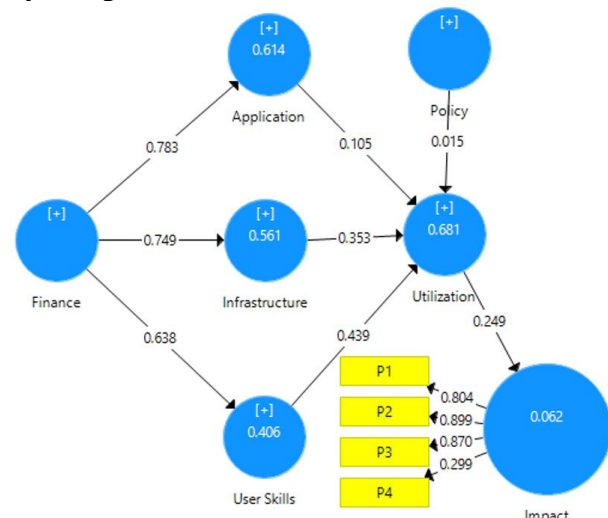 [+]
0.614
Application
[+]
Policy
0.783
0.105
0.015
[+]
Finance
0.749
[+]
0.561
Infrastructure
0.353
[+]
0.681
Utilization
0.638
0.439
0.249
[+]
0.406
User Skills
P1
P2
P3
P4
0.804
0.899
0.870
0.299
0.062
Impact